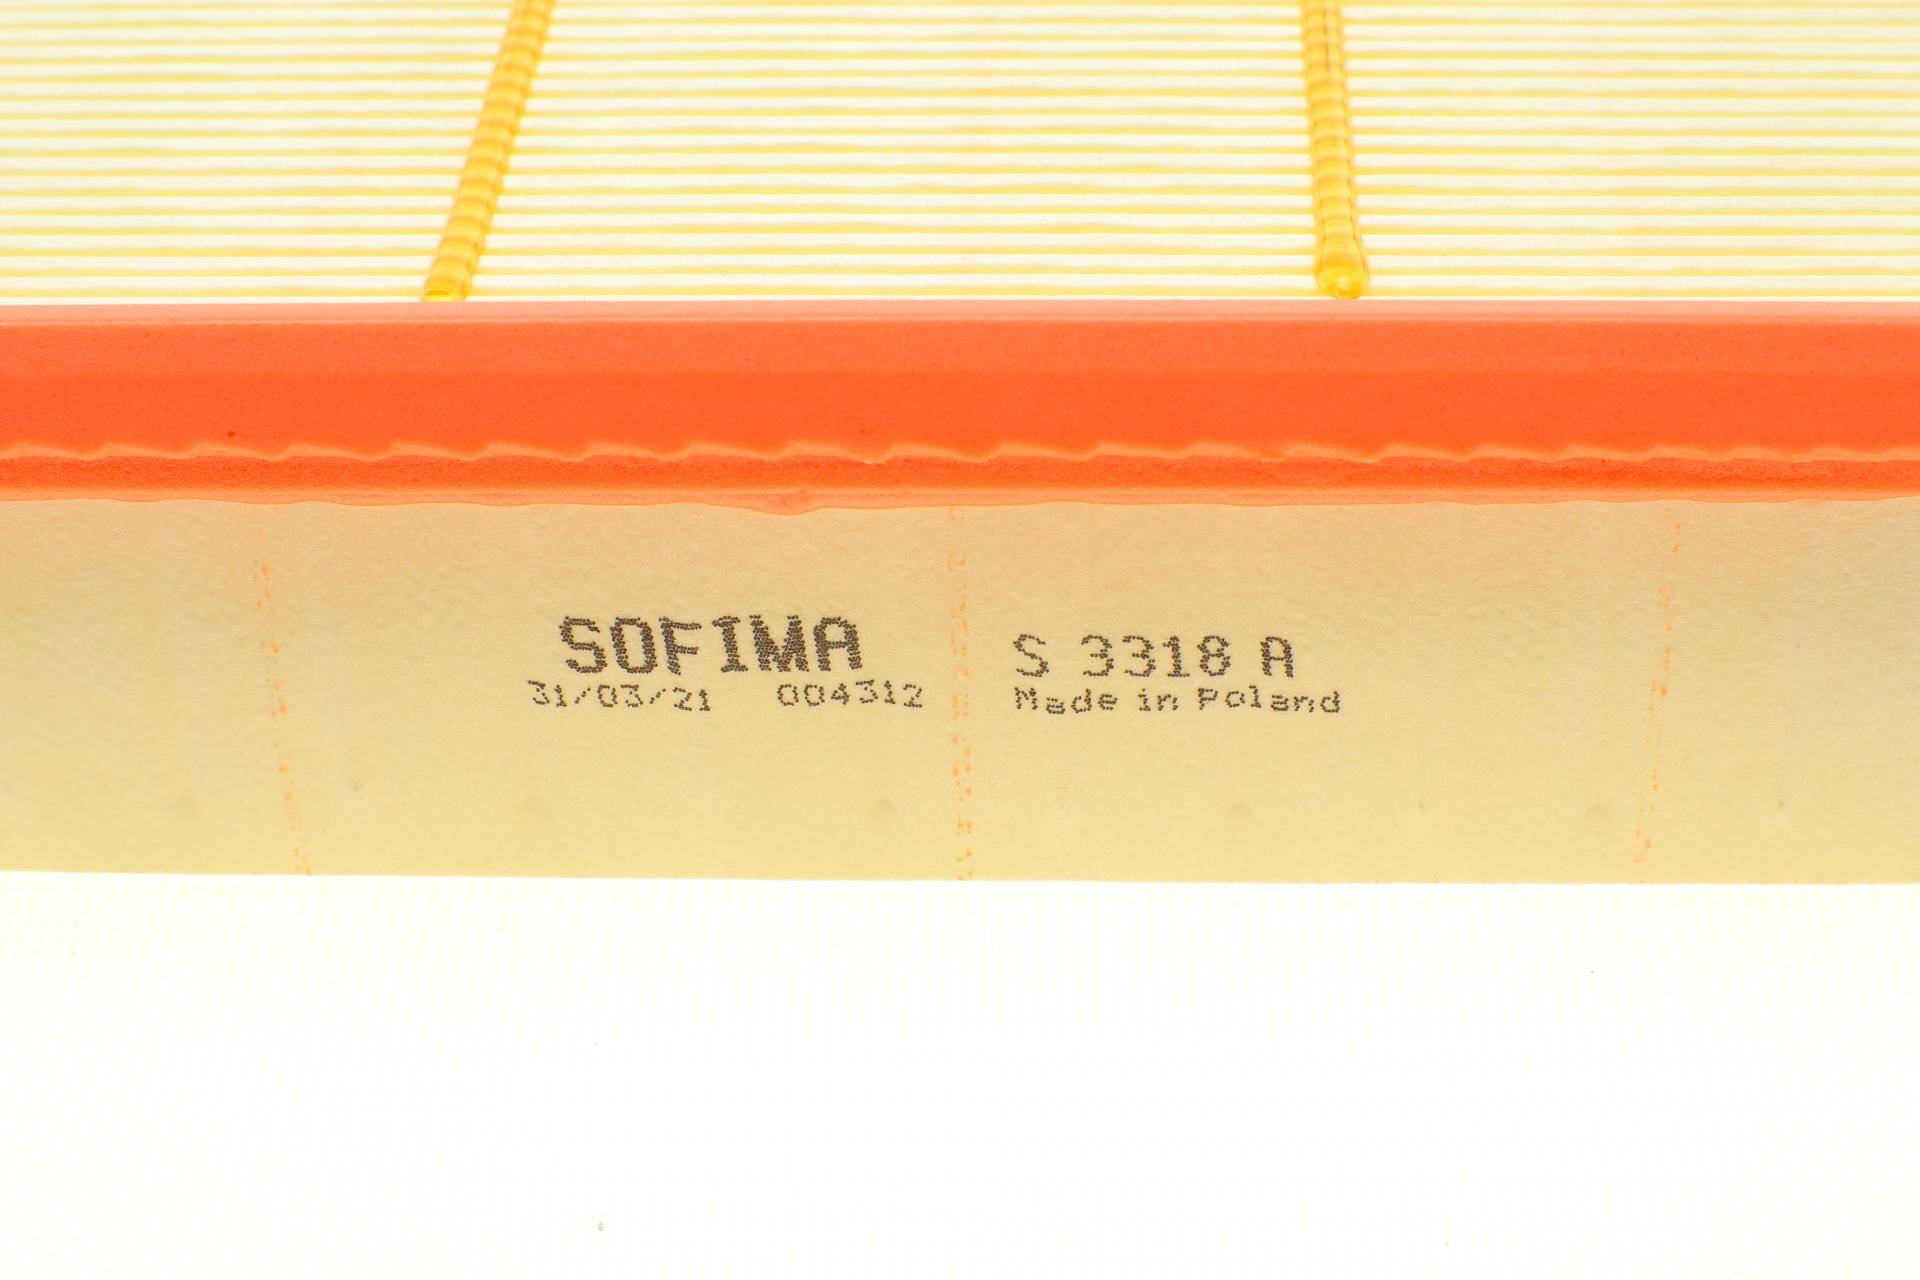 SOFIMA
31/03/21 004312
S 3318 A
Made in Poland